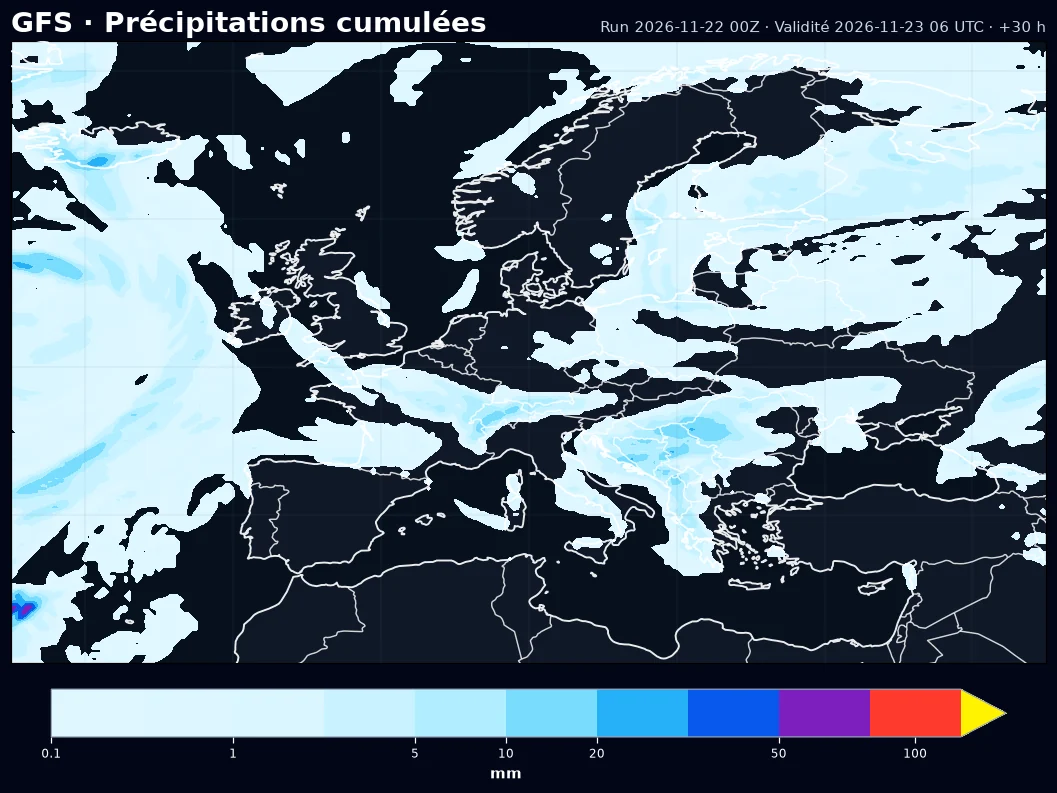 GFS · Précipitations cumulées
Run 2026-11-22 00Z · Validité 2026-11-23 06 UTC · +30 h
0.1 1 5 10 20 50 100
mm